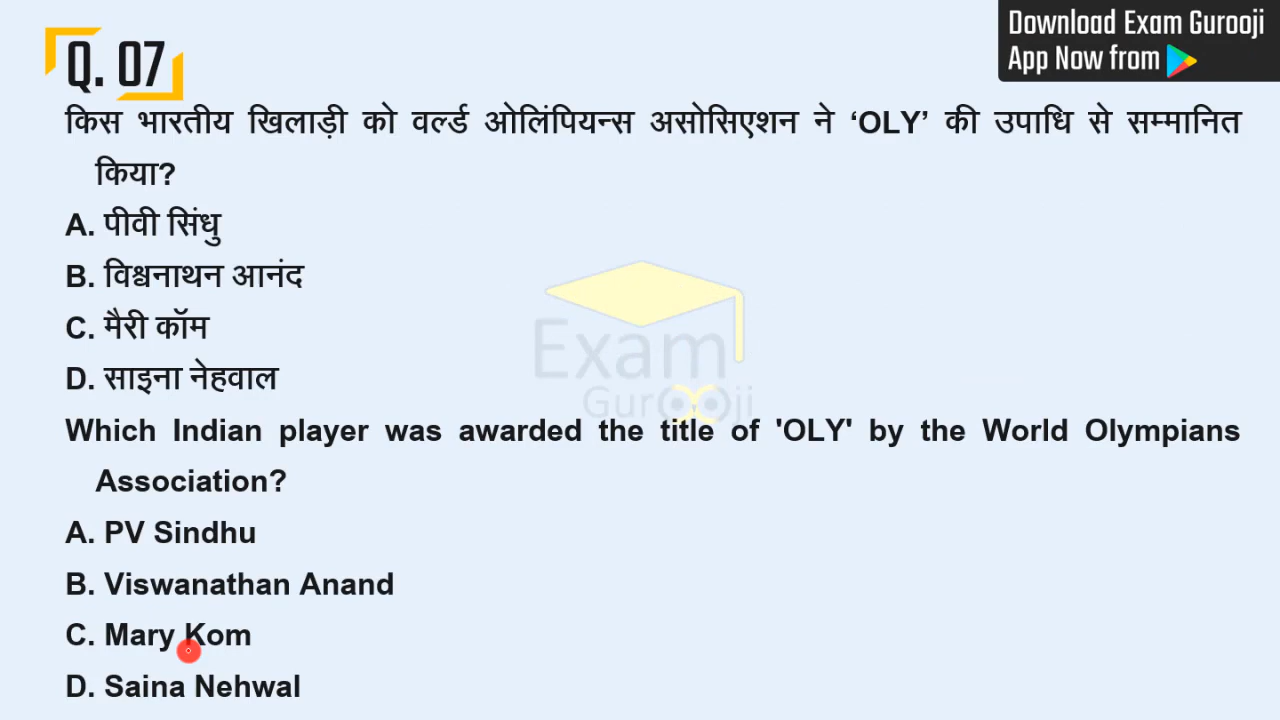 Download Exam Gurooji
App Now from
Q. 07
किस भारतीय खिलाड़ी को वर्ल्ड ओलिंपियन्स असोसिएशन ने ‘OLY’ की उपाधि से सम्मानित
किया?
A. पीवी सिंधु
B. विश्वनाथन आनंद
C. मैरी कॉम
D. साइना नेहवाल
Exam
Gurooji
Which Indian player was awarded the title of 'OLY' by the World Olympians
Association?
A. PV Sindhu
B. Viswanathan Anand
C. Mary Kom
D. Saina Nehwal